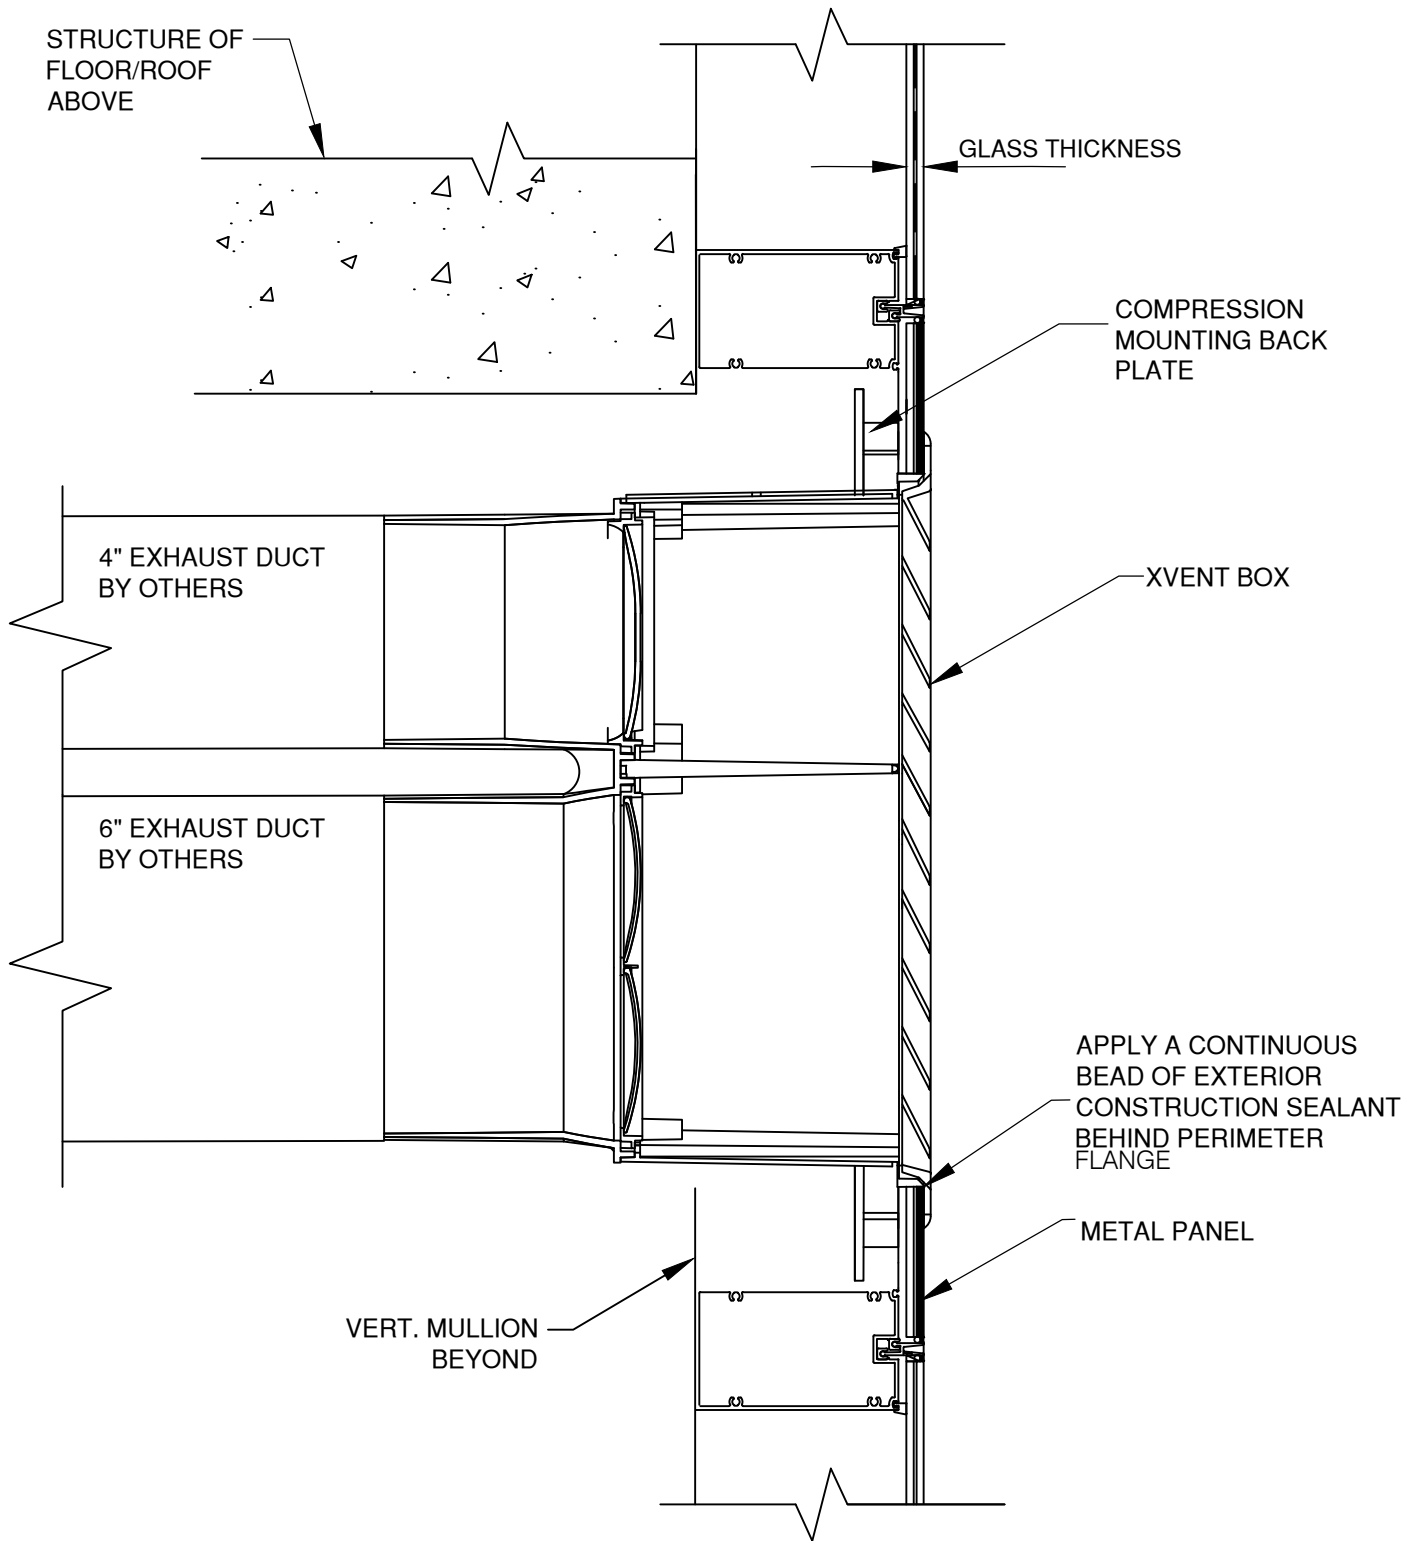 STRUCTURE OF
FLOOR/ROOF
ABOVE
GLASS THICKNESS
COMPRESSION
MOUNTING BACK
PLATE
4" EXHAUST DUCT
BY OTHERS
XVENT BOX
6" EXHAUST DUCT
BY OTHERS
APPLY A CONTINUOUS
BEAD OF EXTERIOR
CONSTRUCTION SEALANT
BEHIND PERIMETER
FLANGE
METAL PANEL
VERT. MULLION
BEYOND